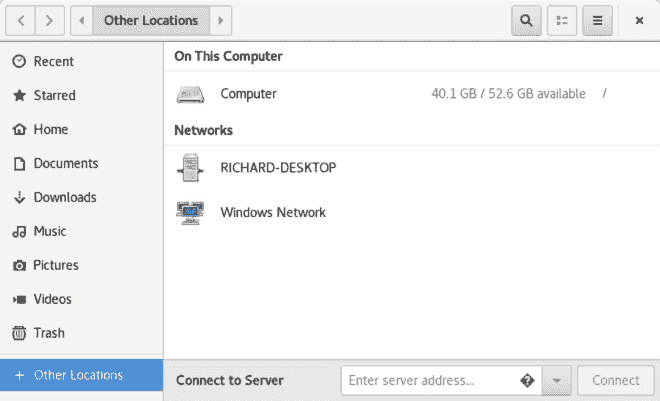 Other Locations
Recent
Starred
Home
Documents
Downloads
Music
Pictures
Videos
Trash
+ Other Locations
On This Computer
Computer 40.1 GB / 52.6 GB available /
Networks
RICHARD-DESKTOP
Windows Network
Connect to Server Enter server address... Connect